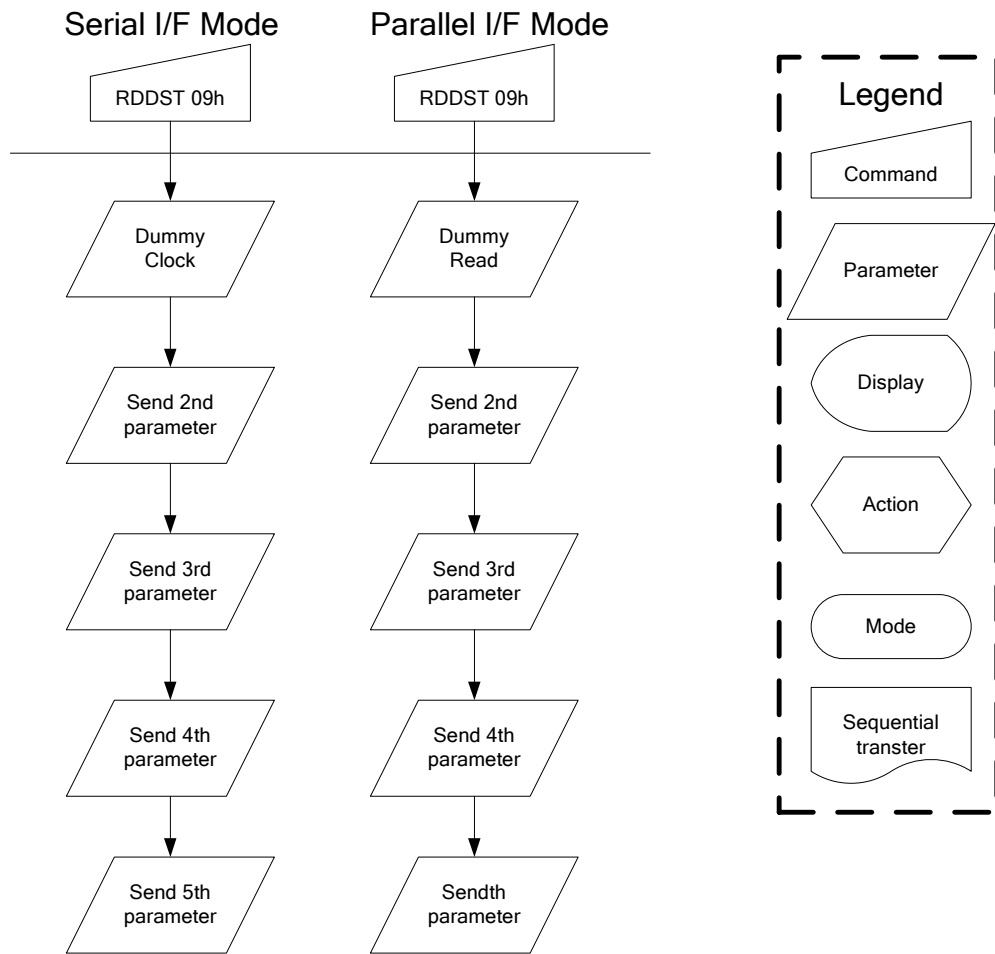 Serial I/F Mode
RDDST 09h
Dummy
Clock
Send 2nd
parameter
Send 3rd
parameter
Send 4th
parameter
Send 5th
parameter
Parallel I/F Mode
RDDST 09h
Dummy
Read
Send 2nd
parameter
Send 3rd
parameter
Send 4th
parameter
Sendth
parameter
Legend
Command
Parameter
Display
Action
Mode
Sequential
transter